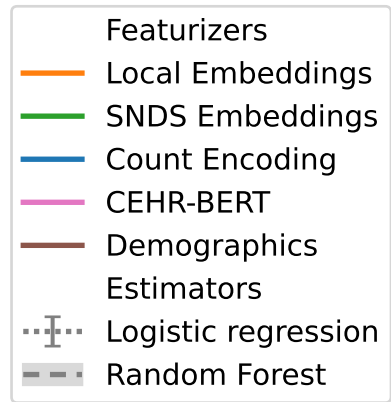 Featurizers
Local Embeddings
SNDS Embeddings
Count Encoding
CEHR-BERT
Demographics
Estimators
Logistic regression
Random Forest